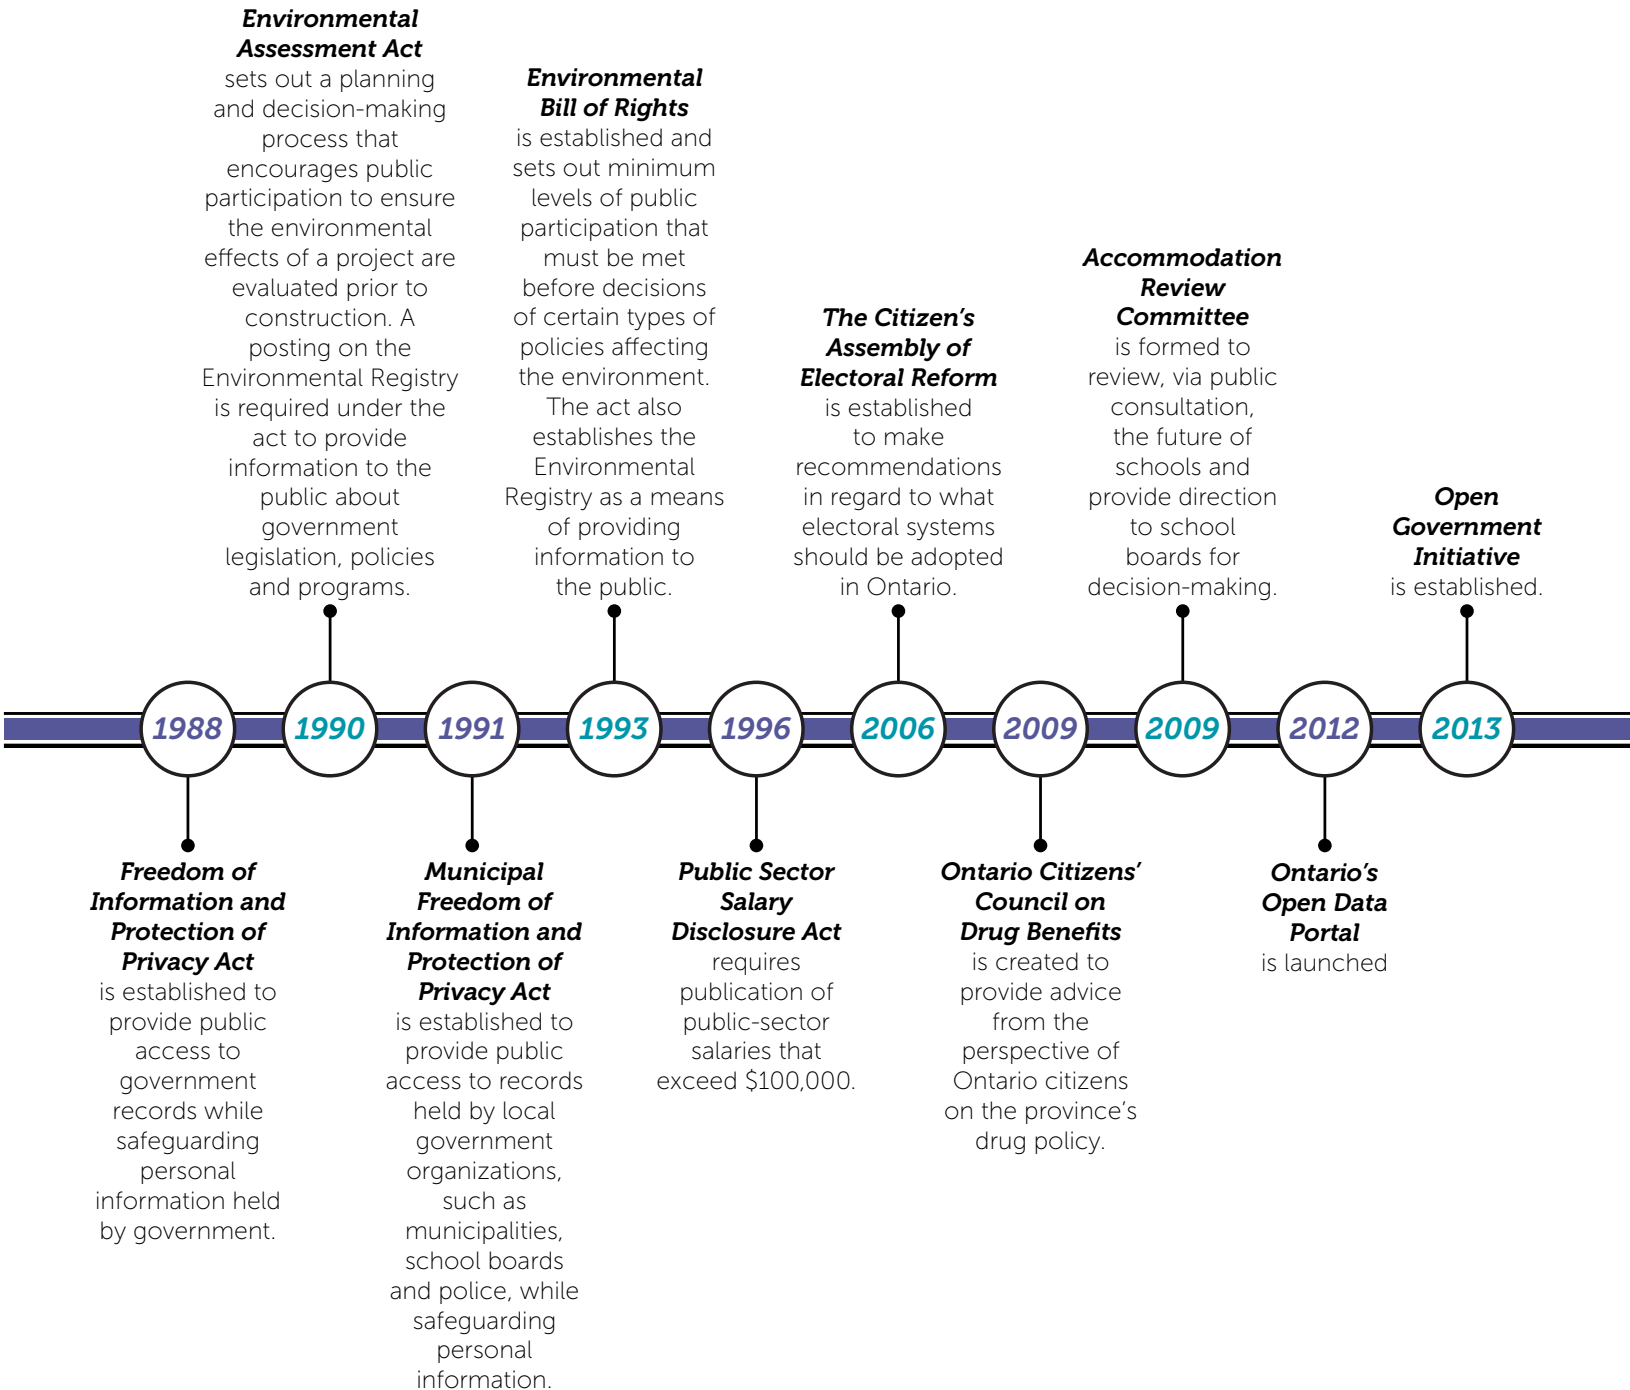 Environmental
Assessment Act
sets out a planning
and decision-making
process that
encourages public
participation to ensure
the environmental
effects of a project are
evaluated prior to
construction. A
posting on the
Environmental Registry
is required under the
act to provide
information to the
public about
government
legislation, policies
and programs.
Environmental
Bill of Rights
is established and
sets out minimum
levels of public
participation that
must be met
before decisions
of certain types of
policies affecting
the environment.
The act also
establishes the
Environmental
Registry as a means
of providing
information to
the public.
The Citizen’s
Assembly of
Electoral Reform
is established
to make
recommendations
in regard to what
electoral systems
should be adopted
in Ontario.
Accommodation
Review
Committee
is formed to
review, via public
consultation,
the future of
schools and
provide direction
to school
boards for
decision-making.
Open
Government
Initiative
is established.
1988
1990
1991
1993
1996
2006
2009
2009
2012
2013
Freedom of
Information and
Protection of
Privacy Act
is established to
provide public
access to
government
records while
safeguarding
personal
information held
by government.
Municipal
Freedom of
Information and
Protection of
Privacy Act
is established to
provide public
access to records
held by local
government
organizations,
such as
municipalities,
school boards
and police, while
safeguarding
personal
information.
Public Sector
Salary
Disclosure Act
requires
publication of
public-sector
salaries that
exceed $100,000.
Ontario Citizens’
Council on
Drug Benefits
is created to
provide advice
from the
perspective of
Ontario citizens
on the province’s
drug policy.
Ontario’s
Open Data
Portal
is launched